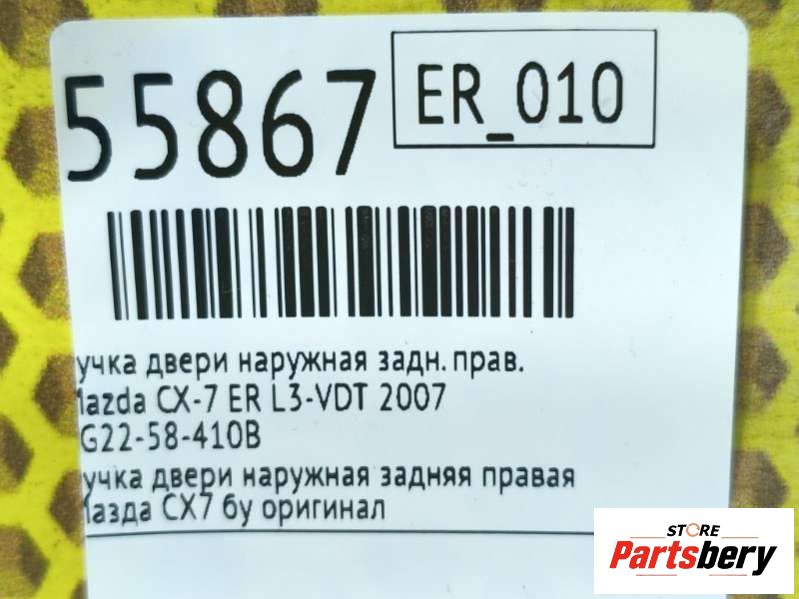 55867
ER_010
учка двери наружная задн. прав.
lazda CX-7 ER L3-VDT 2007
G22-58-410B
учка двери наружная задняя правая
лазда CX7 бу оригинал
STORE
Partsbery